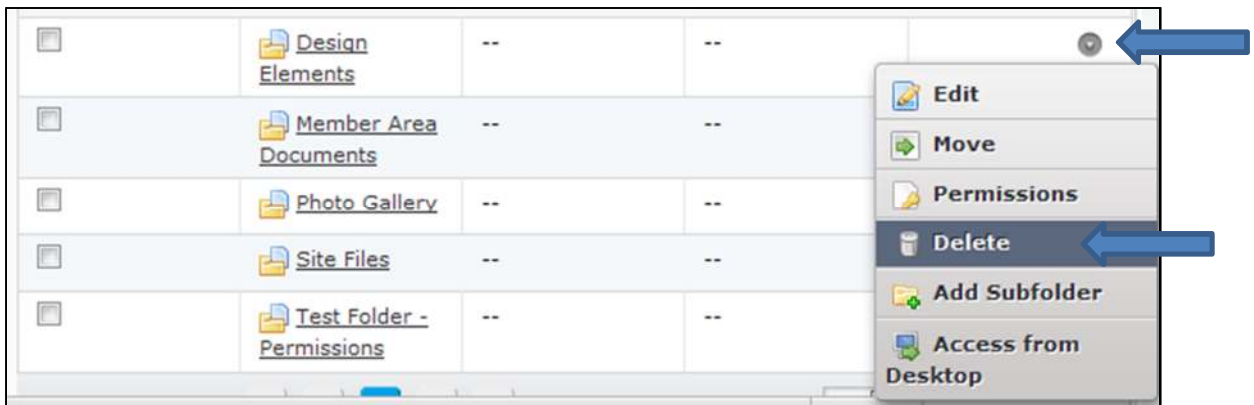 Design -- --
Elements
Member Area -- --
Documents
Photo Gallery -- --
Site Files -- --
Test Folder - -- --
Permissions
Edit
Move
Permissions
Delete
Add Subfolder
Access from
Desktop